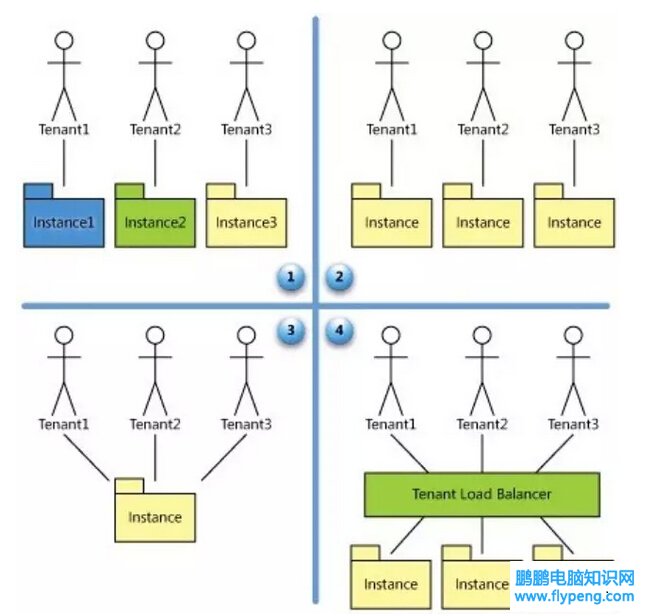 Tenant1 Tenant2 Tenant3
Instance1 Instance2 Instance3
1
Tenant1 Tenant2 Tenant3
Instance Instance Instance
2
3
Tenant1 Tenant2 Tenant3
Instance
4
Tenant1 Tenant2 Tenant3
Tenant Load Balancer
Instance Instance
鹏鹏电脑知识网
www.flypeng.com